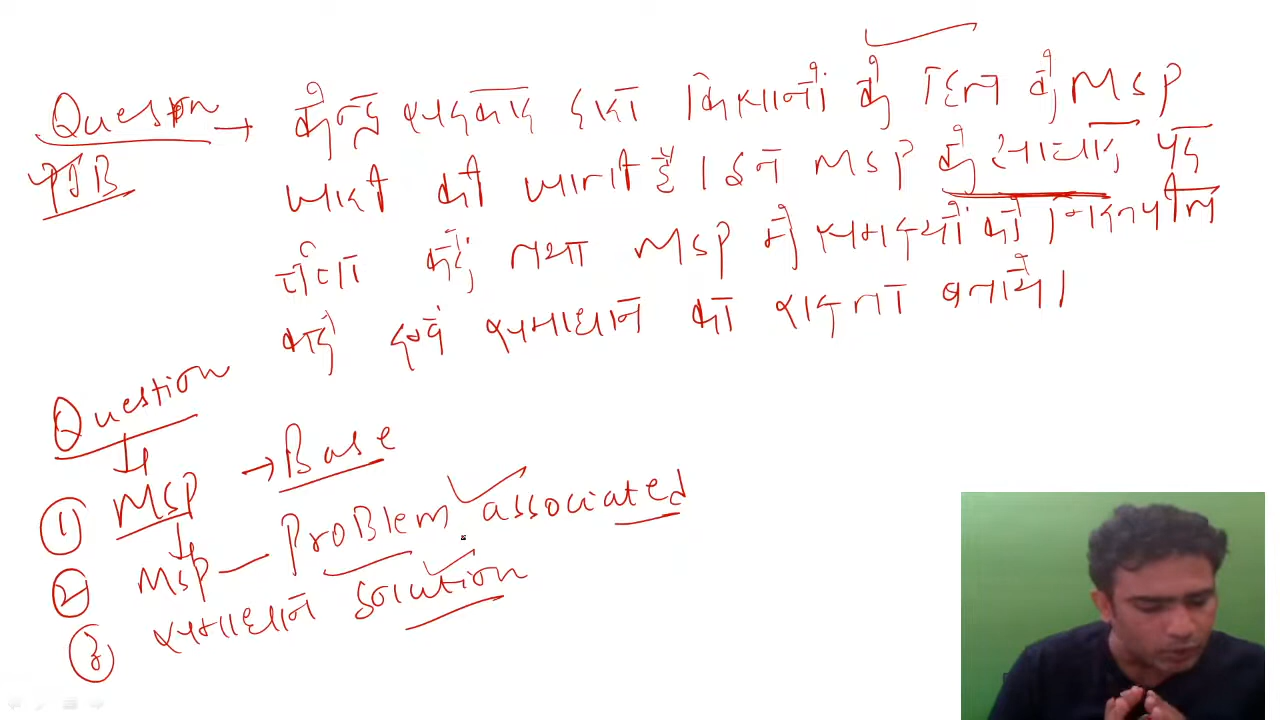 Question → केन्द्र सरकार द्वारा किसानों के हित में MSP
PIB जारी की जाती है। इन MSP के आधार पर
चर्चा करें, तथा MSP में समस्यों को
करें एवं समाधान का रास्ता बतायें।
Question
① MSP → Base
② MSP – Problem associated
③ समाधान Solution